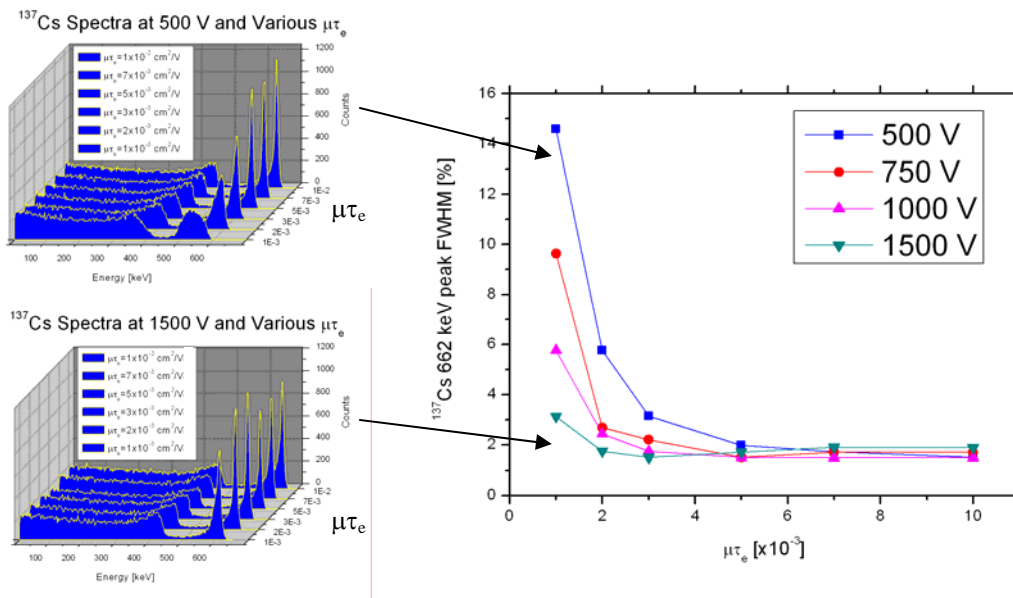 ¹³⁷Cs Spectra at 500 V and Various μτₑ
μτₑ=1x10⁻² cm²/V
μτₑ=7x10⁻³ cm²/V
μτₑ=5x10⁻³ cm²/V
μτₑ=3x10⁻³ cm²/V
μτₑ=2x10⁻³ cm²/V
μτₑ=1x10⁻³ cm²/V
1200
1000
800
600
400
200
0
Counts
1E-2
7E-3
5E-3
3E-3
2E-3
1E-3
μτₑ
100 200 300 400 500 600
Energy [keV]
¹³⁷Cs Spectra at 1500 V and Various μτₑ
μτₑ=1x10⁻² cm²/V
μτₑ=7x10⁻³ cm²/V
μτₑ=5x10⁻³ cm²/V
μτₑ=3x10⁻³ cm²/V
μτₑ=2x10⁻³ cm²/V
μτₑ=1x10⁻³ cm²/V
1200
1000
800
600
400
200
0
Counts
1E-2
7E-3
5E-3
3E-3
2E-3
1E-3
μτₑ
100 200 300 400 500 600
Energy [keV]
¹³⁷Cs 662 keV peak FWHM [%]
16
14
12
10
8
6
4
2
0
500 V
750 V
1000 V
1500 V
0 2 4 6 8 10
μτₑ [x10⁻³]